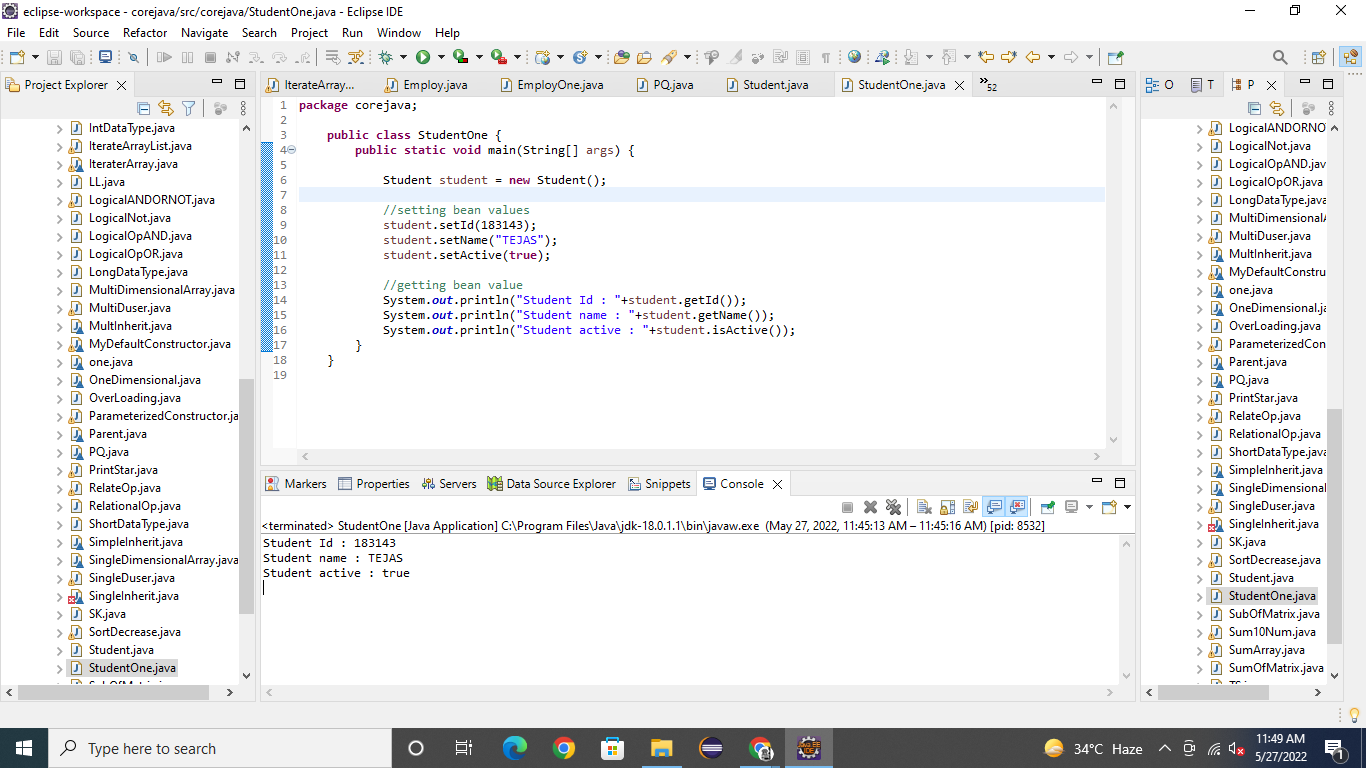 eclipse-workspace - corejava/src/corejava/StudentOne.java - Eclipse IDE
File Edit Source Refactor Navigate Search Project Run Window Help
Project Explorer
IntDataType.java
IterateArrayList.java
IteraterArray.java
LL.java
LogicalANDORNOT.java
LogicalNot.java
LogicalOpAND.java
LogicalOpOR.java
LongDataType.java
MultiDimensionalArray.java
MultiDuser.java
MultInherit.java
MyDefaultConstructor.java
one.java
OneDimensional.java
OverLoading.java
ParameterizedConstructor.ja
Parent.java
PQ.java
PrintStar.java
RelateOp.java
RelationalOp.java
ShortDataType.java
SimpleInherit.java
SingleDimensionalArray.java
SingleDuser.java
SingleInherit.java
SK.java
SortDecrease.java
Student.java
StudentOne.java
IterateArray... Employ.java EmployOne.java PQ.java Student.java StudentOne.java »52
1 package corejava;
2
3 public class StudentOne {
4 public static void main(String[] args) {
5
6 Student student = new Student();
7
8 //setting bean values
9 student.setId(183143);
10 student.setName("TEJAS");
11 student.setActive(true);
12
13 //getting bean value
14 System.out.println("Student Id : "+student.getId());
15 System.out.println("Student name : "+student.getName());
16 System.out.println("Student active : "+student.isActive());
17 }
18 }
19
Markers Properties Servers Data Source Explorer Snippets Console
<terminated> StudentOne [Java Application] C:\Program Files\Java\jdk-18.0.1.1\bin\javaw.exe (May 27, 2022, 11:45:13 AM – 11:45:16 AM) [pid: 8532]
Student Id : 183143
Student name : TEJAS
Student active : true
O T P
LogicalANDORNO
LogicalNot.java
LogicalOpAND.jav
LogicalOpOR.java
LongDataType.java
MultiDimensionalA
MultiDuser.java
MultInherit.java
MyDefaultConstru
one.java
OneDimensional.ja
OverLoading.java
ParameterizedCon
Parent.java
PQ.java
PrintStar.java
RelateOp.java
RelationalOp.java
ShortDataType.java
SimpleInherit.java
SingleDimensional
SingleDuser.java
SingleInherit.java
SK.java
SortDecrease.java
Student.java
StudentOne.java
SubOfMatrix.java
Sum10Num.java
SumArray.java
SumOfMatrix.java
Type here to search
34°C Haze
11:49 AM
5/27/2022
1